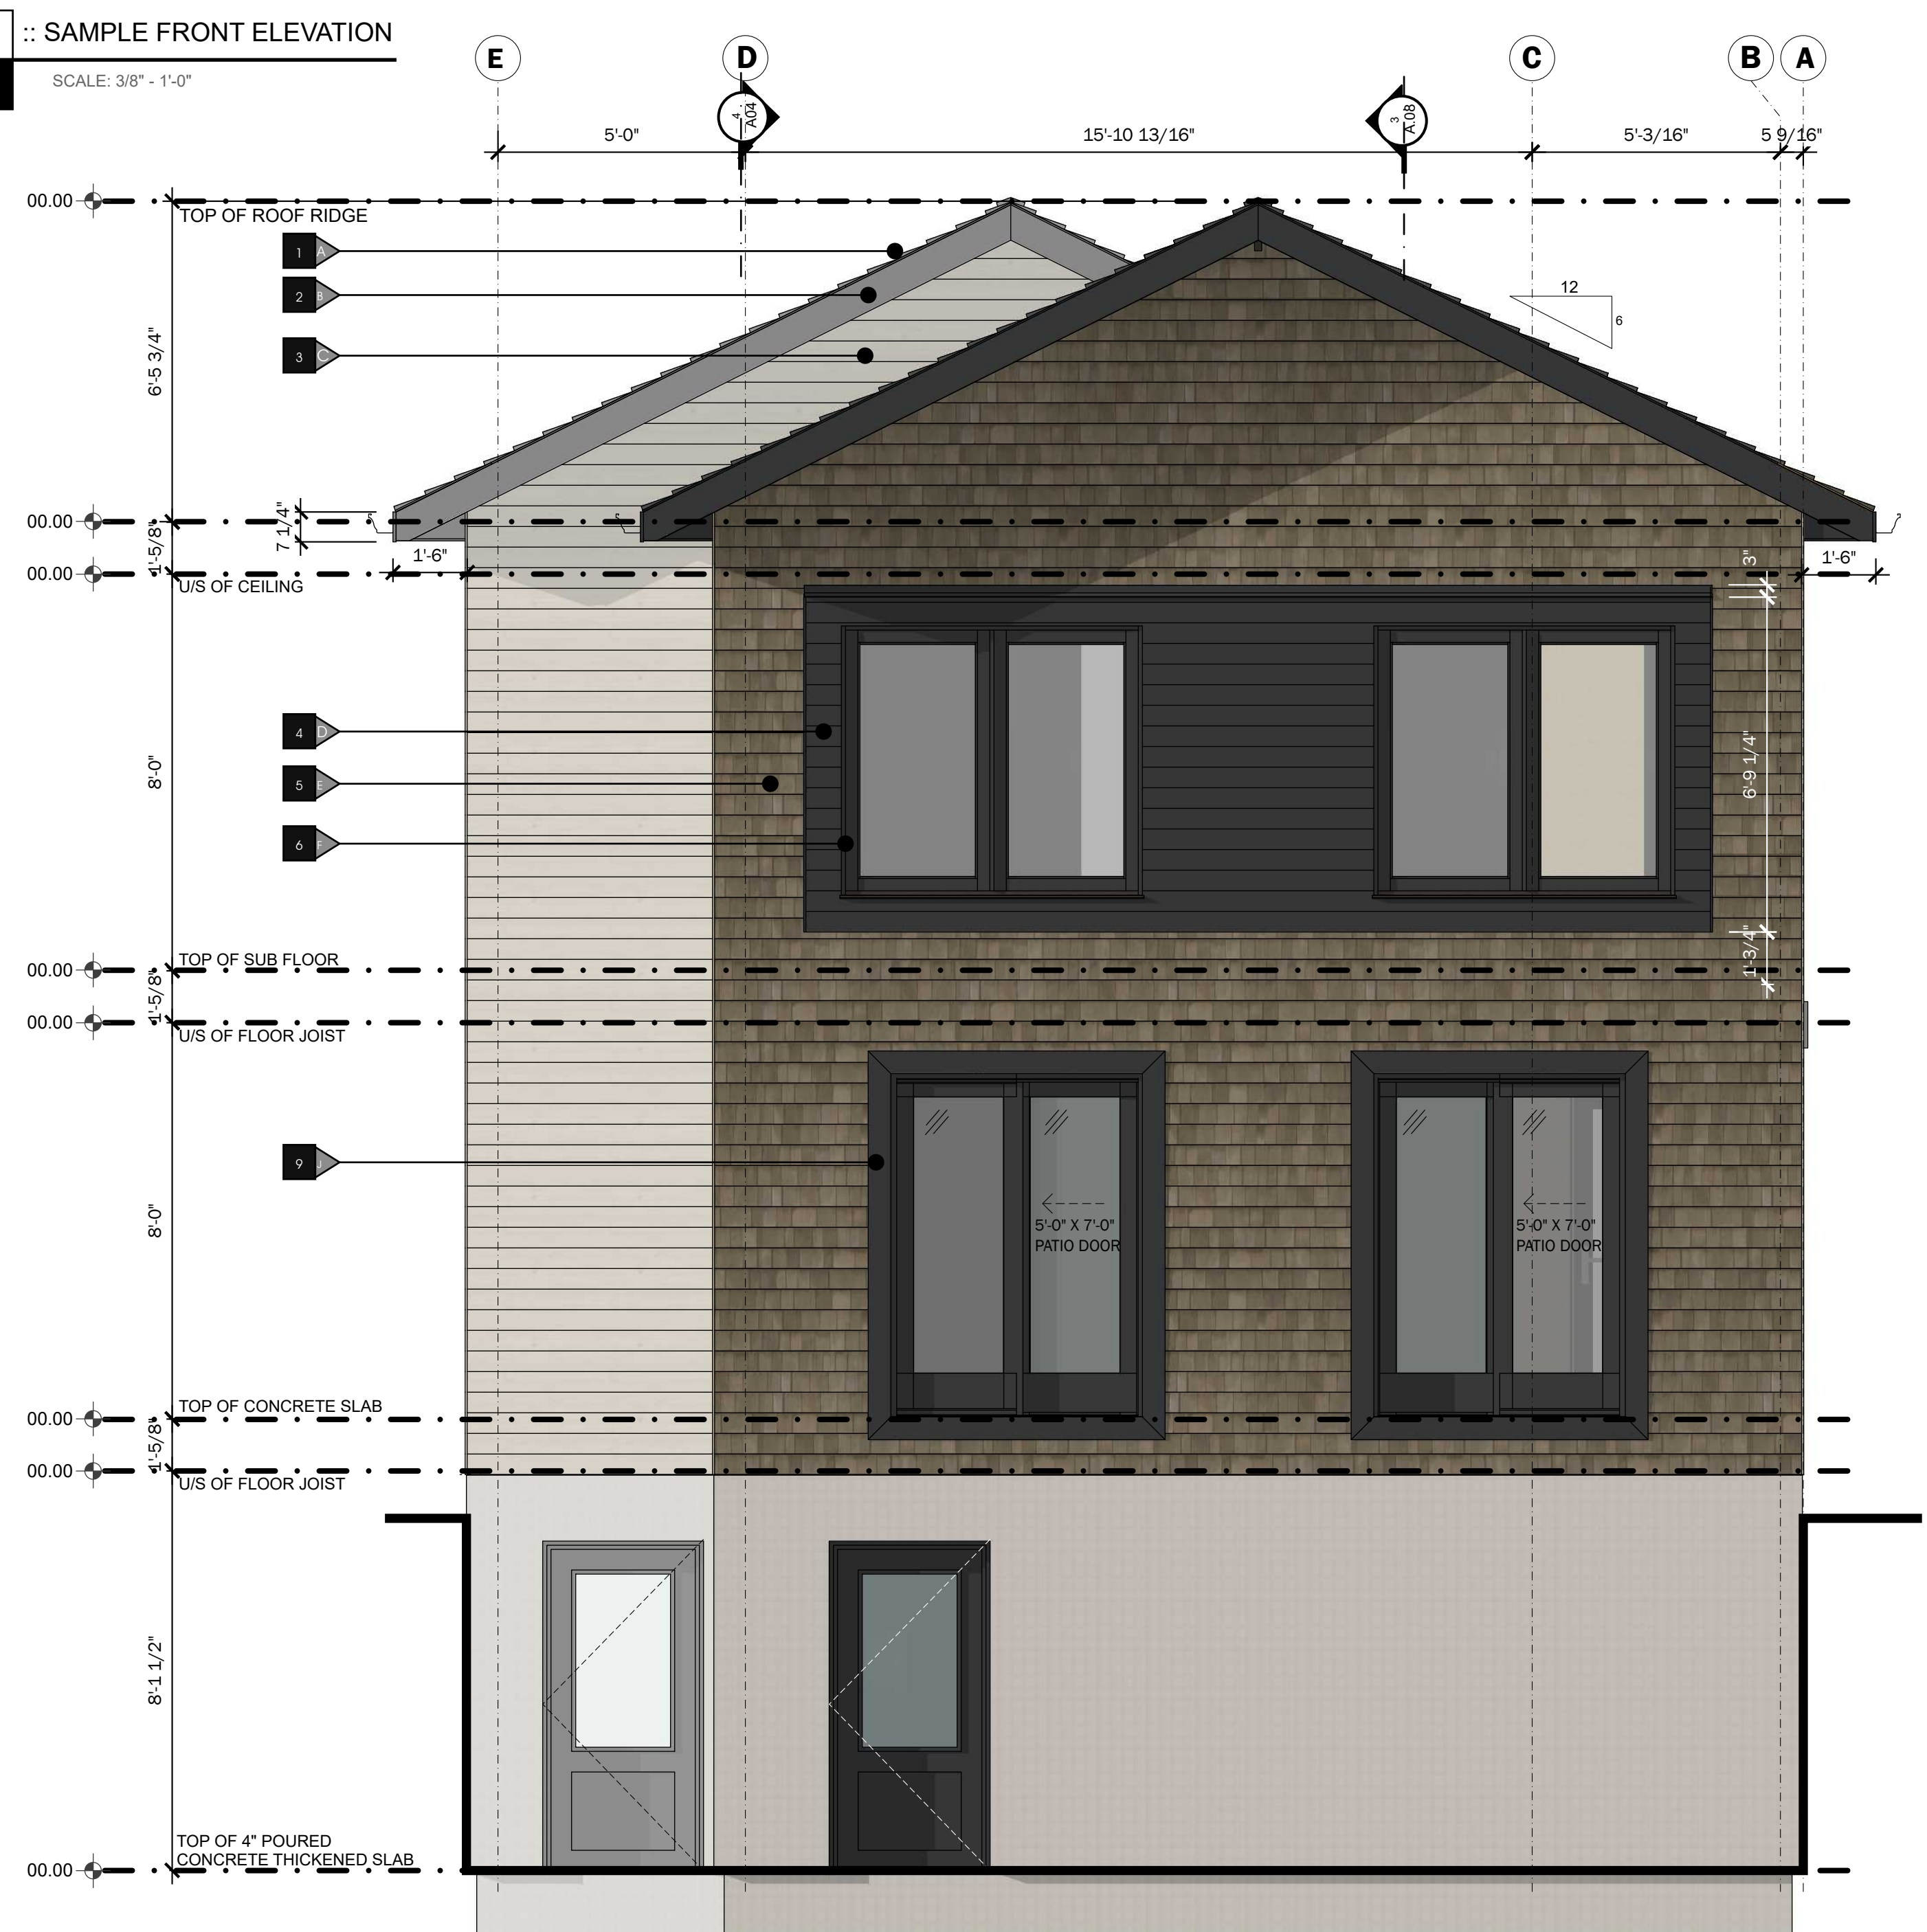 :: SAMPLE FRONT ELEVATION
SCALE: 3/8" - 1'-0"
E
D
C
B
A
4
A04
3
A.08
5'-0"
15'-10 13/16"
5'-3/16"
5 9/16"
00.00
TOP OF ROOF RIDGE
1 A
2 B
12
6
3 C
6'-5 3/4"
00.00
7 1/4"
1'-5/8"
1'-6"
1'-6"
3"
00.00
U/S OF CEILING
4 D
8'-0"
6'-9 1/4"
5 E
6 F
1'-3/4"
TOP OF SUB FLOOR
00.00
1'-5/8"
00.00
U/S OF FLOOR JOIST
9 J
8'-0"
5'-0" X 7'-0"
PATIO DOOR
5'-0" X 7'-0"
PATIO DOOR
TOP OF CONCRETE SLAB
00.00
1'-5/8"
00.00
U/S OF FLOOR JOIST
8'-1 1/2"
TOP OF 4" POURED
CONCRETE THICKENED SLAB
00.00